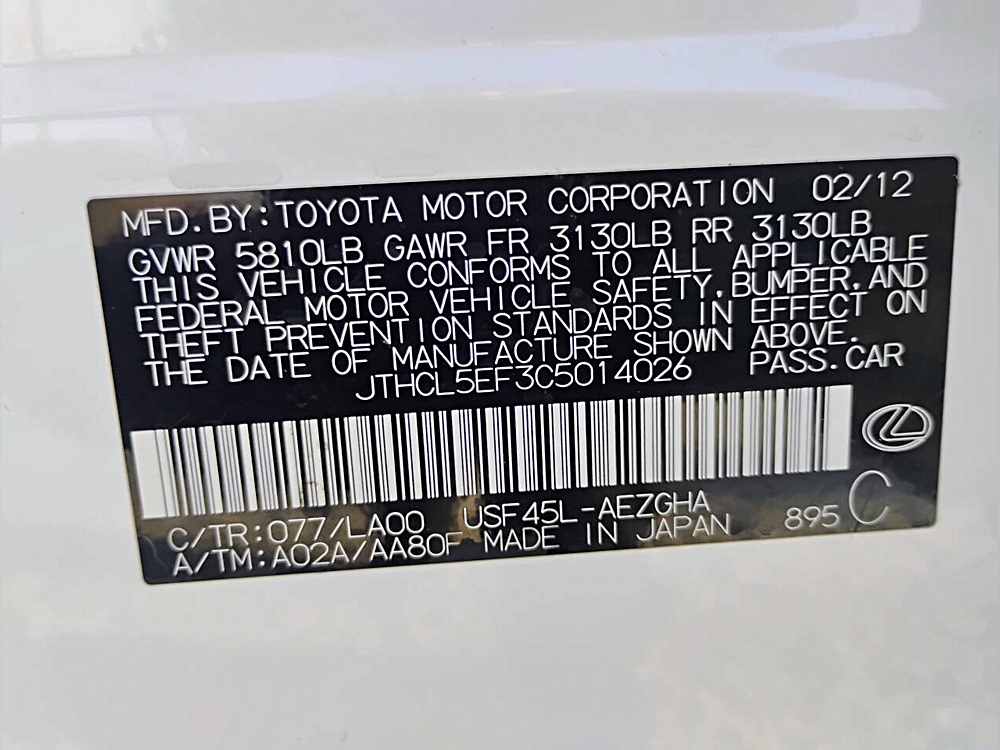 MFD.BY:TOYOTA MOTOR CORPORATION 02/12
GVWR 5810LB GAWR FR 3130LB RR 3130LB
THIS VEHICLE CONFORMS TO ALL APPLICABLE
FEDERAL MOTOR VEHICLE SAFETY,BUMPER,AND
THEFT PREVENTION STANDARDS IN EFFECT ON
THE DATE OF MANUFACTURE SHOWN ABOVE.
JTHCL5EF3C5014026 PASS.CAR
C/TR:077/LA00 USF45L-AEZGHA
A/TM:A02A/AA80F MADE IN JAPAN 895 C